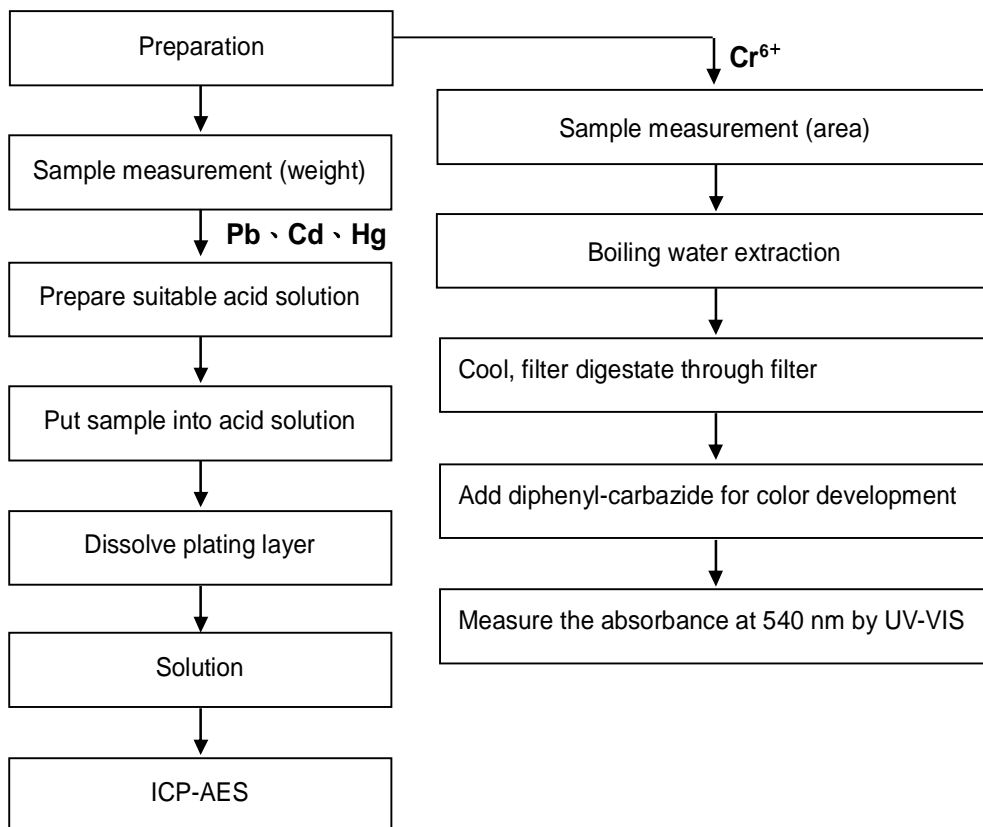 Preparation
Sample measurement (weight)
Pb、Cd、Hg
Prepare suitable acid solution
Put sample into acid solution
Dissolve plating layer
Solution
ICP-AES
Cr⁶⁺
Sample measurement (area)
Boiling water extraction
Cool, filter digestate through filter
Add diphenyl-carbazide for color development
Measure the absorbance at 540 nm by UV-VIS